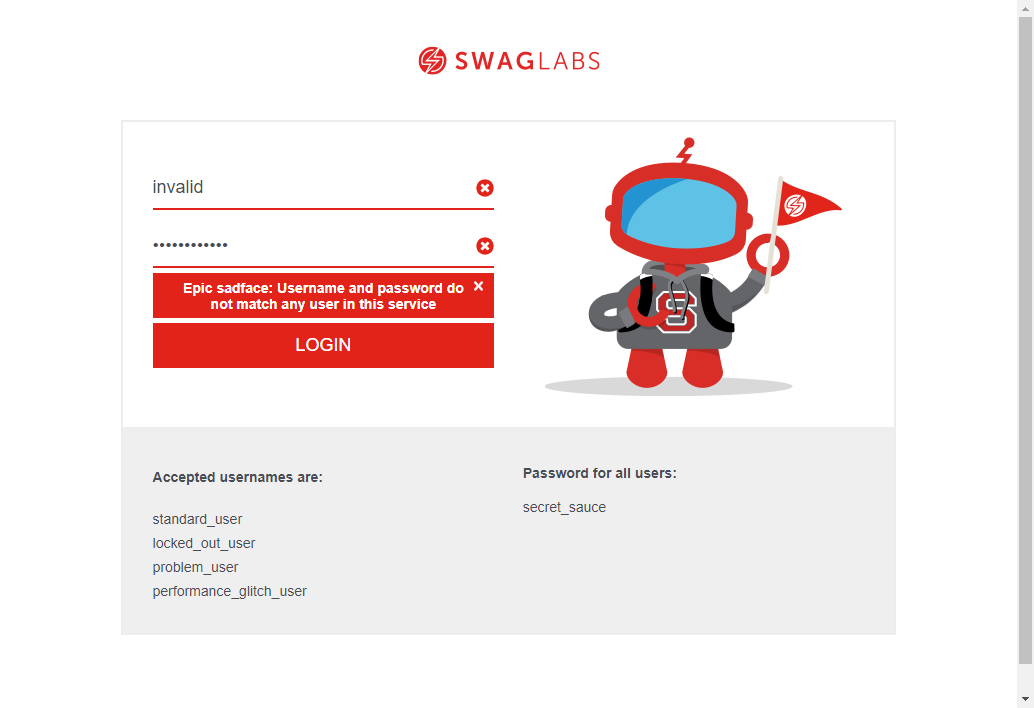 SWAGLABS
invalid
••••••••••••
Epic sadface: Username and password do
not match any user in this service
LOGIN
S
Accepted usernames are:
standard_user
locked_out_user
problem_user
performance_glitch_user
Password for all users:
secret_sauce